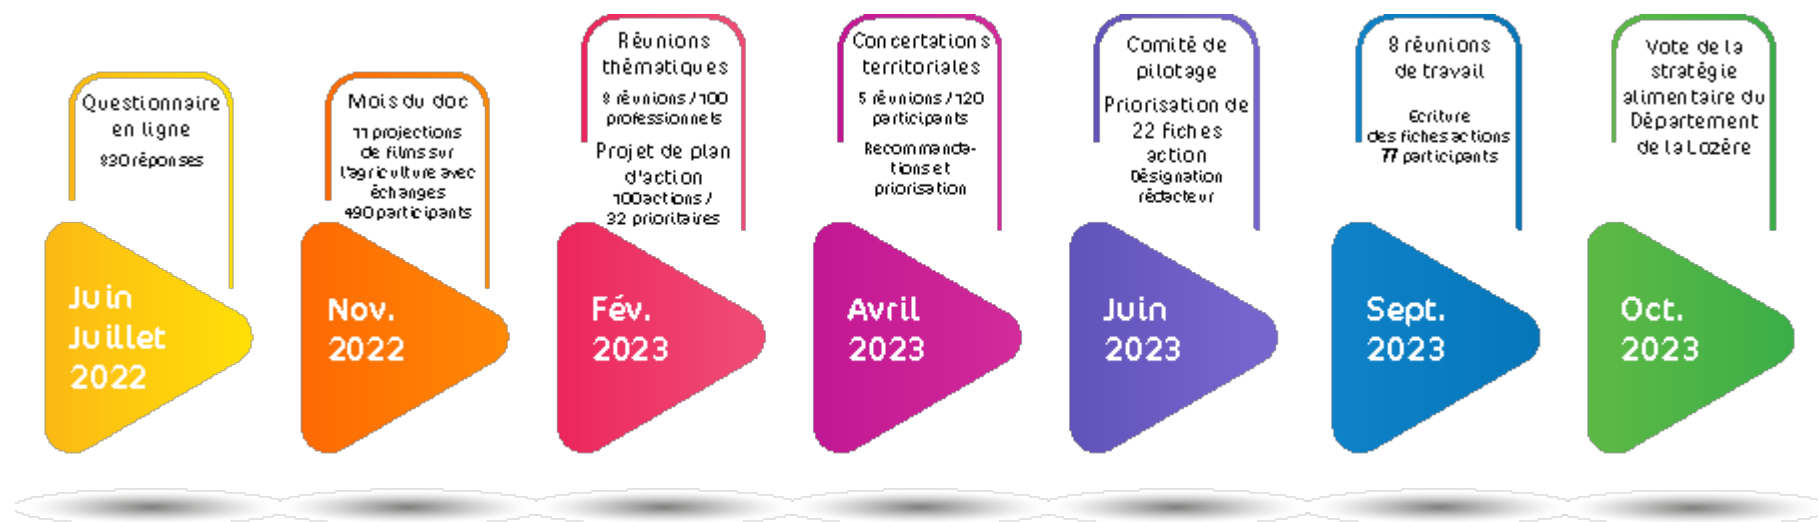 Questionnaire
en ligne
830 réponses
Juin
Juillet
2022
Mois du doc
11 projections
de films sur
l'agriculture avec
échanges
490 participants
Nov.
2022
Réunions
thématiques
8 réunions / 100
professionnels
Projet de plan
d'action
100 actions /
32 prioritaires
Fév.
2023
Concertations
territoriales
5 réunions / 120
participants
Recommanda-
tions et
priorisation
Avril
2023
Comité de
pilotage
Priorisation de
22 fiches
action
Désignation
rédacteur
Juin
2023
8 réunions
de travail
Ecriture
des fiches actions
77 participants
Sept.
2023
Vote de la
stratégie
alimentaire du
Département
de la Lozère
Oct.
2023